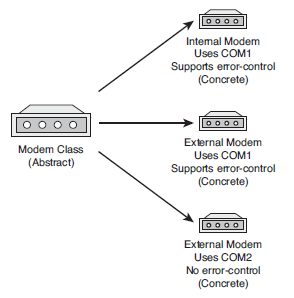 Internal Modem
Uses COM1
Supports error-control
(Concrete)
Modem Class
(Abstract)
External Modem
Uses COM1
Supports error-control
(Concrete)
External Modem
Uses COM2
No error-control
(Concrete)